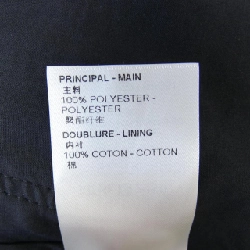 PRINCIPAL - MAIN
主料
100% POLYESTER -
POLYESTER
聚酯纤维
DOUBLURE - LINING
内衬
100% COTON - COTTON
棉